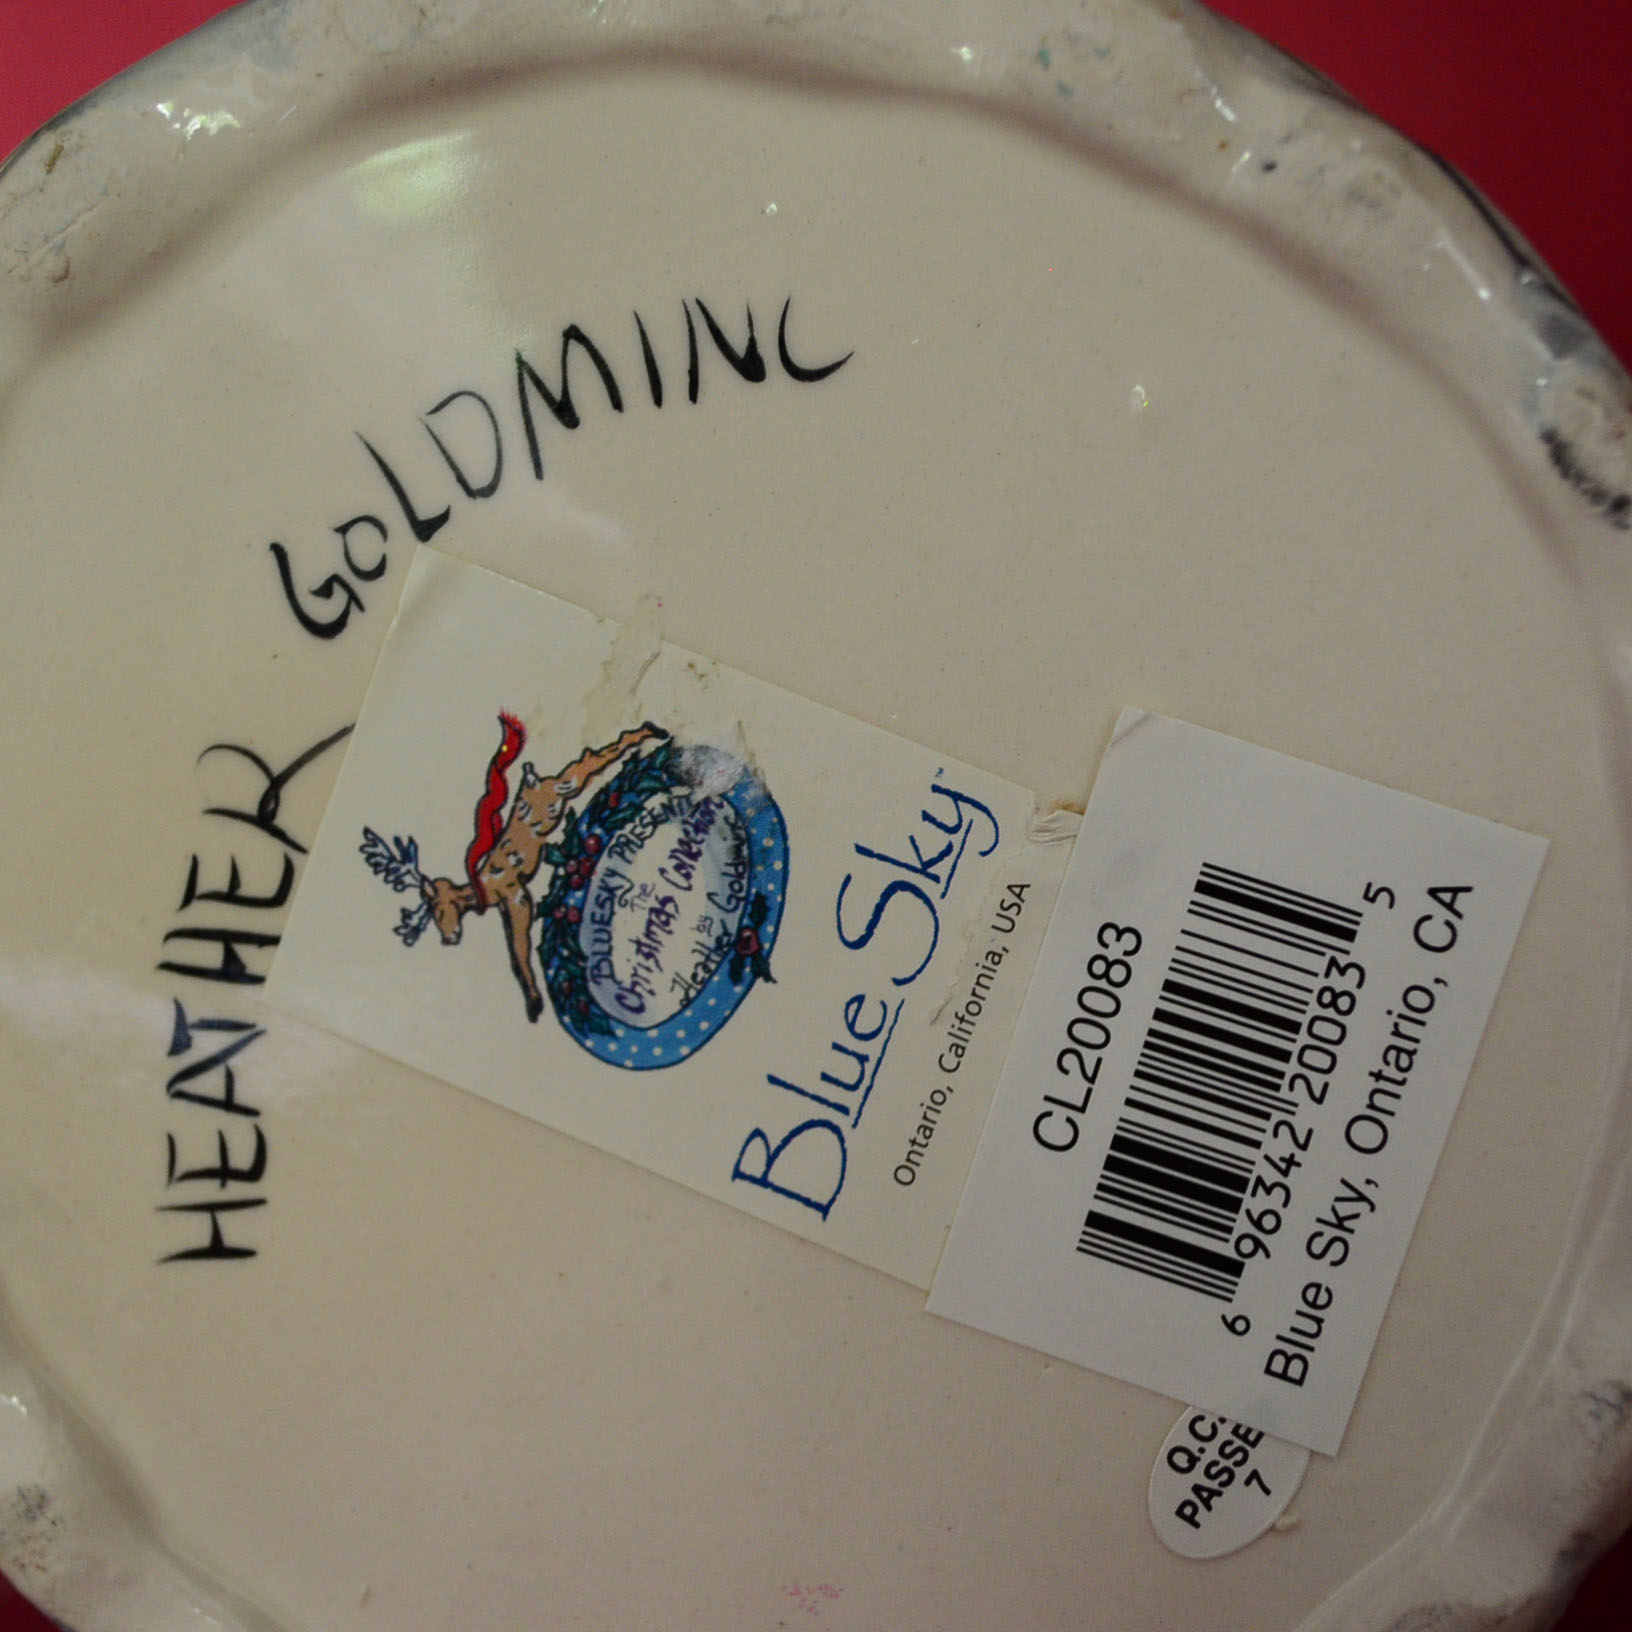 HEATHER GOLDMINC
BLUESKY PRESENTS
The
Christmas Collection
by
Heather Goldminc
Blue Sky™
Ontario, California, USA
CL20083
6 96342 20083 5
Blue Sky, Ontario, CA
Q.C.
PASSE
7